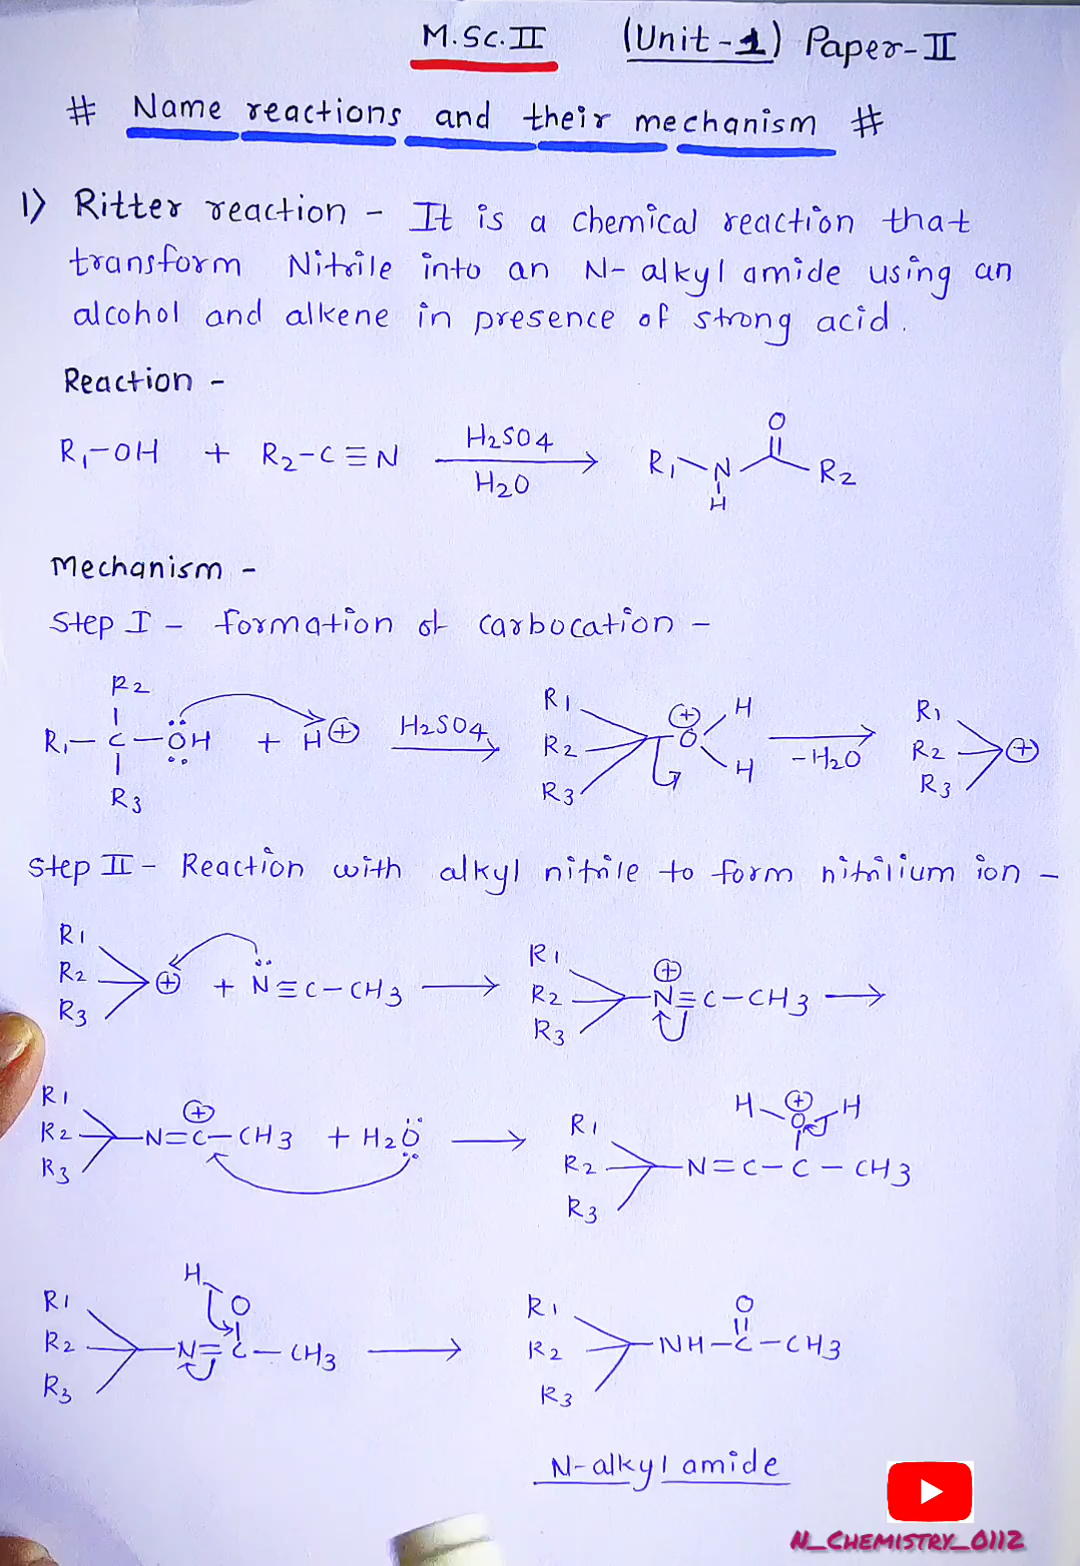 M.Sc.II (Unit-1) Paper-II
# Name reactions and their mechanism #
1) Ritter reaction - It is a chemical reaction that
transform Nitrile into an N- alkyl amide using an
alcohol and alkene in presence of strong acid.
Reaction -
R1-OH + R2-C≡N H2SO4 H2O → R1-N-H O R2
Mechanism -
Step I - formation of carbocation -
R2
R1-C-ÖH + H⊕ H2SO4 → R1 R2 R3 ⊕O H H -H2O → R1 R2 R3 ⊕
R3
Step II - Reaction with alkyl nitrile to form nitrilium ion -
R1 R2 R3 ⊕ + N≡C-CH3 → R1 R2 R3 -N⊕≡C-CH3 →
R1 R2 R3 -N=C⊕-CH3 + H2O → R1 R2 R3 -N=C-C-CH3 H-O⊕-H
R1 R2 R3 -N=C-CH3 H O → R1 R2 R3 -NH-C-CH3 O
N-alkyl amide
N_CHEMISTRY_0112